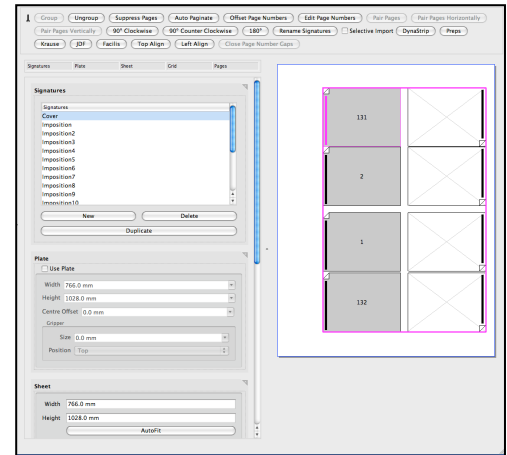 Group Ungroup Suppress Pages Auto Paginate Offset Page Numbers Edit Page Numbers Pair Pages Pair Pages Horizontally
Pair Pages Vertically 90° Clockwise 90° Counter Clockwise 180° Rename Signatures Selective Import DynaStrip Preps
Krause JDF Facilis Top Align Left Align Close Page Number Gaps
Signatures Plate Sheet Grid Pages
Signatures
Signatures
Cover
Imposition
Imposition2
Imposition3
Imposition4
Imposition5
Imposition6
Imposition7
Imposition8
Imposition9
Imposition10
New Delete
Duplicate
Plate
Use Plate
Width 766.0 mm
Height 1028.0 mm
Centre Offset 0.0 mm
Gripper
Size 0.0 mm
Position Top
Sheet
Width 766.0 mm
Height 1028.0 mm
AutoFit
131
2
1
132